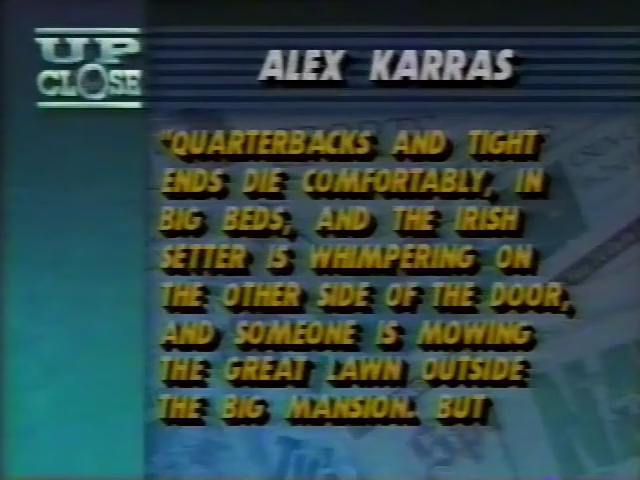 UP
CLOSE
ALEX KARRAS
"QUARTERBACKS AND TIGHT
ENDS DIE COMFORTABLY, IN
BIG BEDS, AND THE IRISH
SETTER IS WHIMPERING ON
THE OTHER SIDE OF THE DOOR,
AND SOMEONE IS MOWING
THE GREAT LAWN OUTSIDE
THE BIG MANSION. BUT